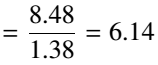 = 8.48 / 1.38 = 6.14